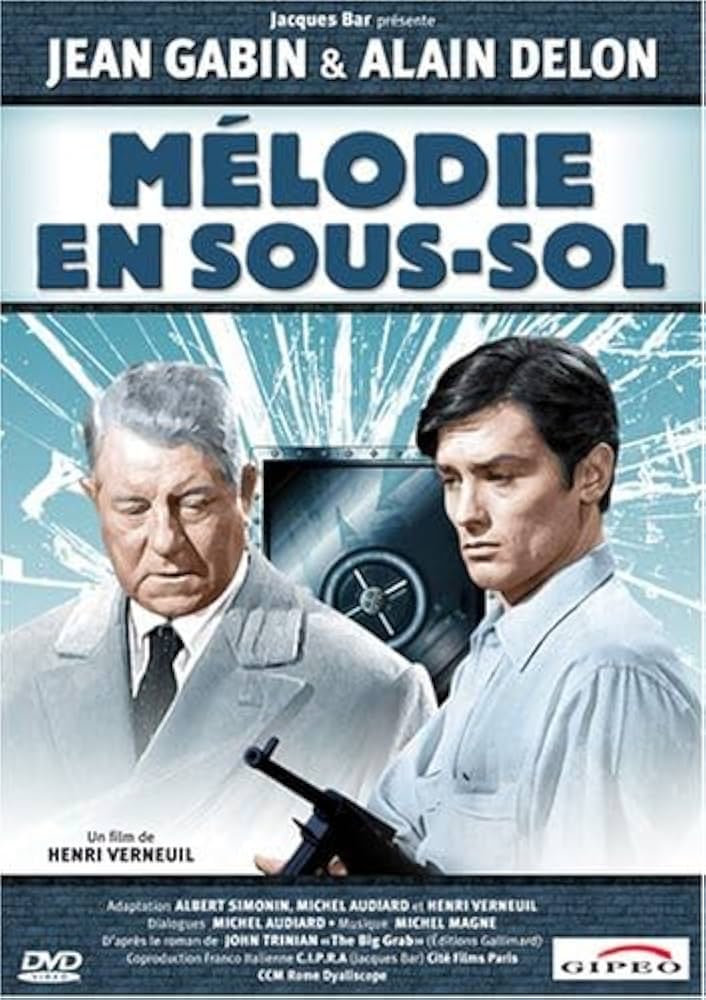 Jacques Bar présente
JEAN GABIN & ALAIN DELON
MÉLODIE
EN SOUS-SOL
Un film de
HENRI VERNEUIL
Adaptation ALBERT SIMONIN, MICHEL AUDIARD et HENRI VERNEUIL
Dialogues MICHEL AUDIARD • Musique MICHEL MAGNE
D'après le roman de JOHN TRINIAN «The Big Grab» (Éditions Gallimard)
Coproduction Franco Italienne C.I.P.R.A (Jacques Bar) Cité Films Paris
CCM Rome Dyaliscope
DVD
VIDEO
GIPEO